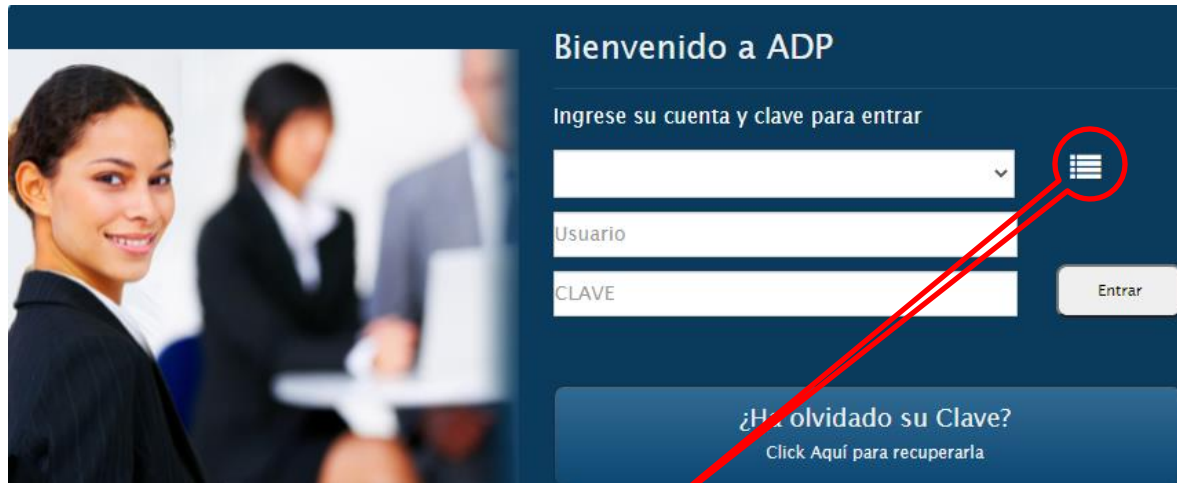 Bienvenido a ADP
Ingrese su cuenta y clave para entrar
Usuario
CLAVE
Entrar
¿Ha olvidado su Clave?
Click Aquí para recuperarla